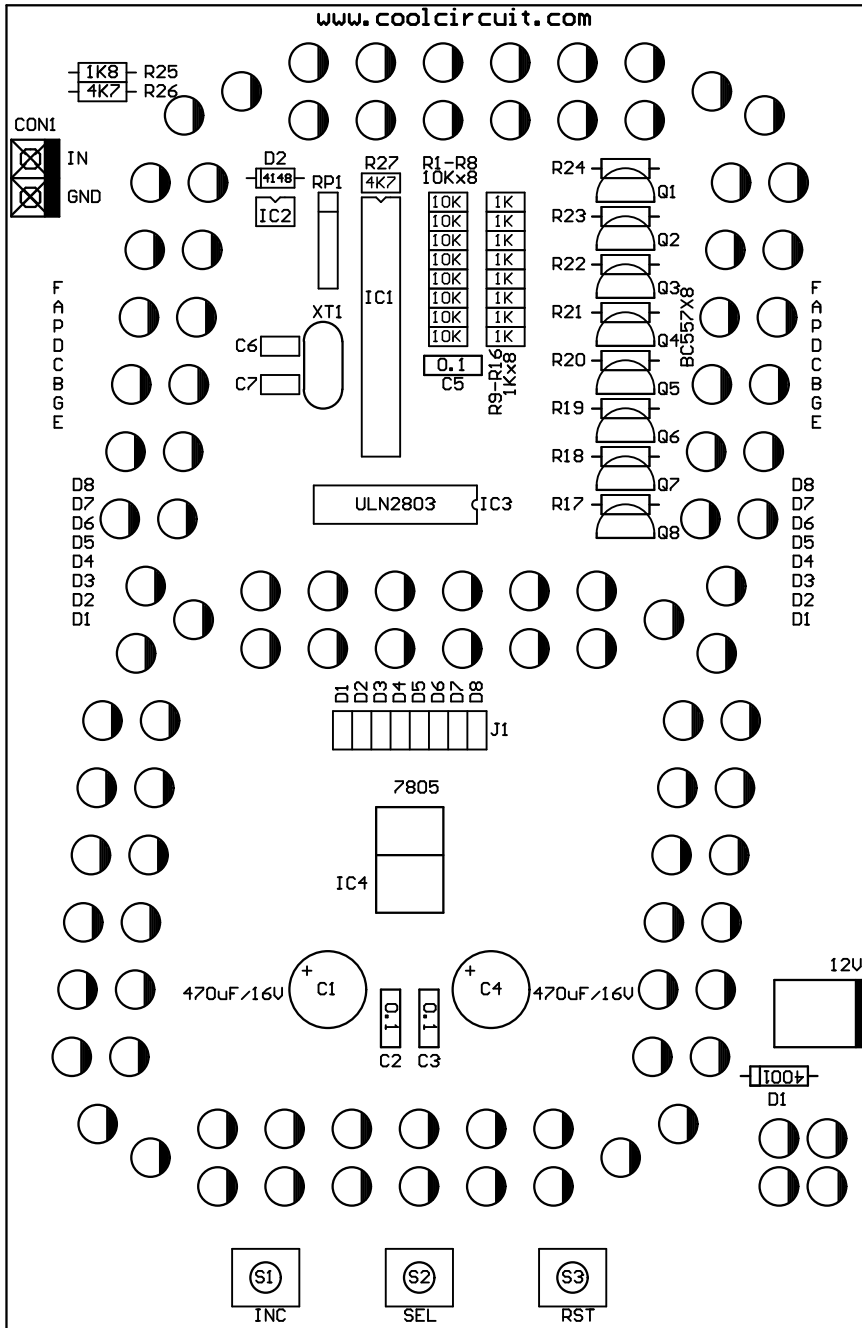 www.coolcircuit.com
1K8 R25
4K7 R26
CON1
IN
GND
D2
4148
IC2
RP1
R27
4K7
IC1
R1-R8
10Kx8
10K 1K
10K 1K
10K 1K
10K 1K
10K 1K
10K 1K
10K 1K
10K 1K
0.1
C5
R9-R16
1Kx8
R24 Q1
R23 Q2
R22 Q3
R21 Q4
R20 Q5
R19 Q6
R18 Q7
R17 Q8
BC557X8
XT1
C6
C7
F
A
P
D
C
B
G
E
F
A
P
D
C
B
G
E
ULN2803 IC3
D8
D7
D6
D5
D4
D3
D2
D1
D8
D7
D6
D5
D4
D3
D2
D1
D1 D2 D3 D4 D5 D6 D7 D8
J1
7805
IC4
470uF/16V + C1
0.1
C2
0.1
C3
+ C4 470uF/16V
12V
4001
D1
S1
INC
S2
SEL
S3
RST